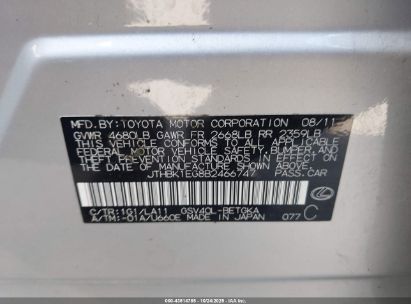 MFD.BY:TOYOTA MOTOR CORPORATION 08/11
GVWR 4680LB GAWR FR 2668LB RR 2359LB
THIS VEHICLE CONFORMS TO ALL APPLICABLE
FEDERAL MOTOR VEHICLE SAFETY, BUMPER, AND
THEFT PREVENTION STANDARDS IN EFFECT ON
THE DATE OF MANUFACTURE SHOWN ABOVE.
JTHBK1EG8B2466747 PASS.CAR
C/TR:1G1/LA11 GSV40L-BETGKA
A/TM:-01A/U660E MADE IN JAPAN 077 C